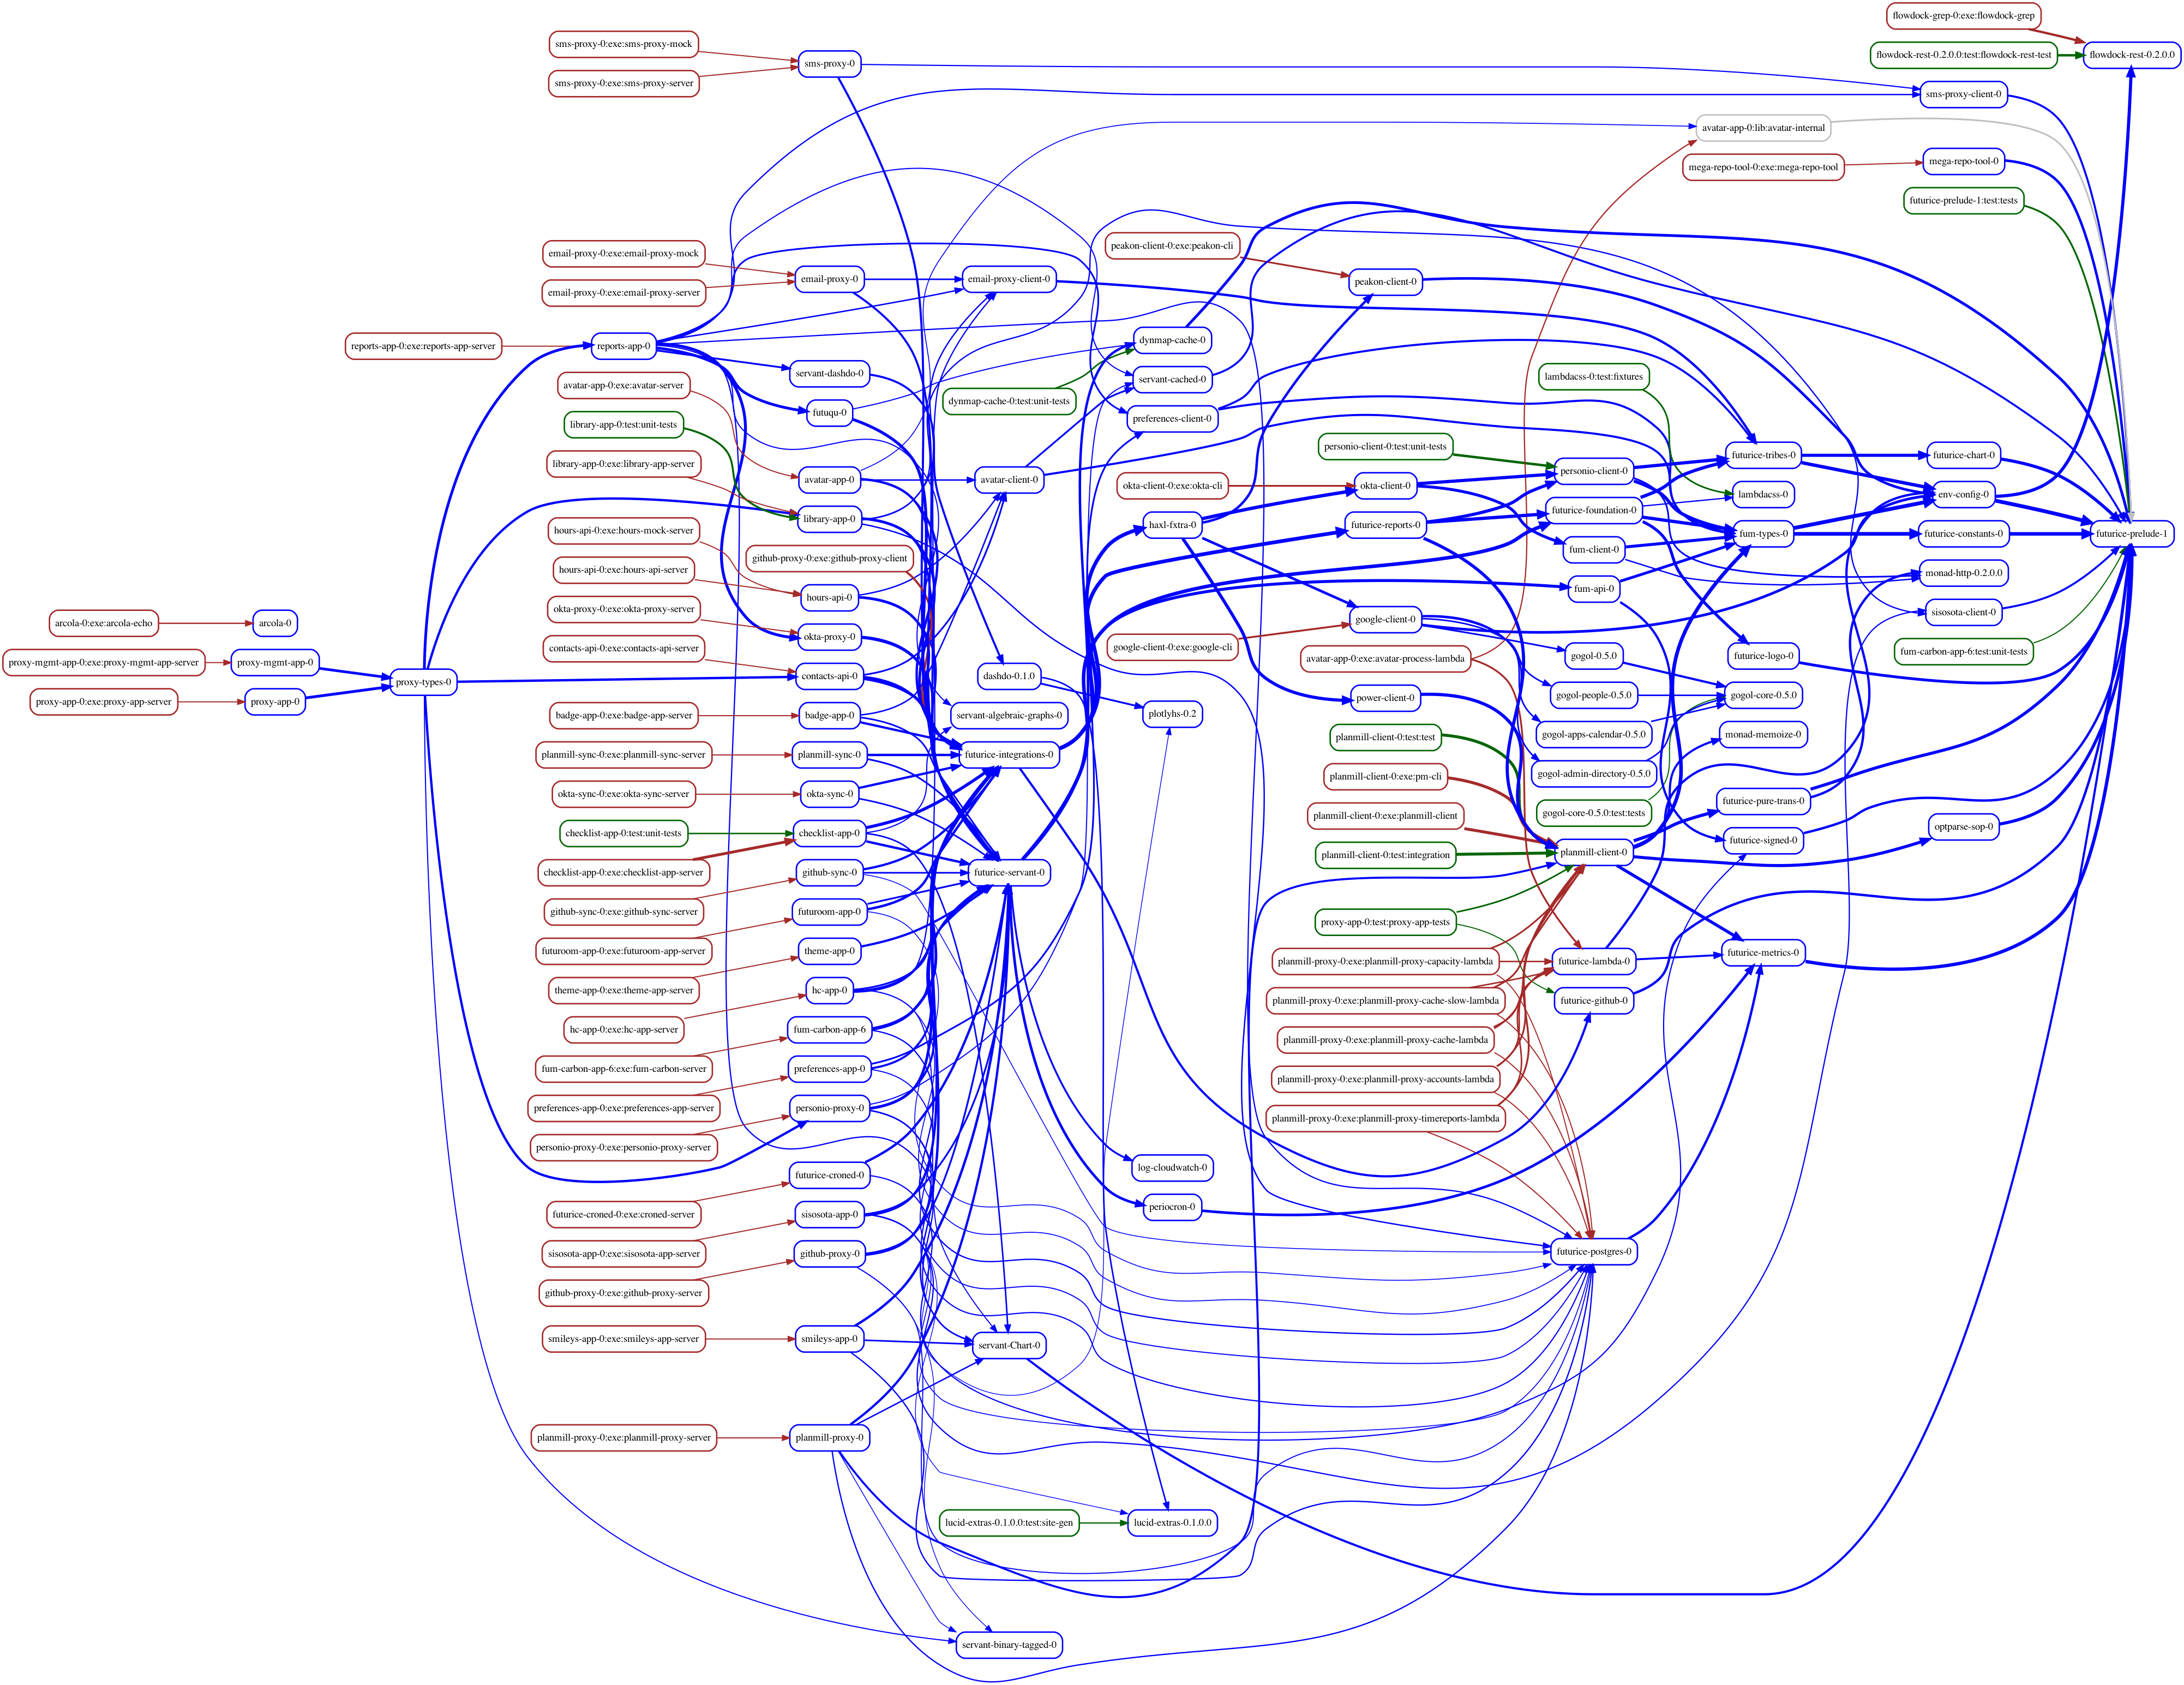 flowdock-grep-0:exe:flowdock-grep
sms-proxy-0:exe:sms-proxy-mock
flowdock-rest-0.2.0.0:test:flowdock-rest-test
flowdock-rest-0.2.0.0
sms-proxy-0
sms-proxy-0:exe:sms-proxy-server
sms-proxy-client-0
avatar-app-0:lib:avatar-internal
mega-repo-tool-0:exe:mega-repo-tool
mega-repo-tool-0
futurice-prelude-1:test:tests
email-proxy-0:exe:email-proxy-mock
peakon-client-0:exe:peakon-cli
email-proxy-0
email-proxy-client-0
peakon-client-0
email-proxy-0:exe:email-proxy-server
reports-app-0:exe:reports-app-server
reports-app-0
dynmap-cache-0
servant-dashdo-0
servant-cached-0
lambdacss-0:test:fixtures
avatar-app-0:exe:avatar-server
dynmap-cache-0:test:unit-tests
library-app-0:test:unit-tests
futuqu-0
preferences-client-0
personio-client-0:test:unit-tests
futurice-tribes-0
futurice-chart-0
library-app-0:exe:library-app-server
personio-client-0
avatar-app-0
avatar-client-0
okta-client-0:exe:okta-cli
okta-client-0
lambdacss-0
env-config-0
library-app-0
haxl-fxtra-0
futurice-reports-0
futurice-foundation-0
hours-api-0:exe:hours-mock-server
fum-types-0
futurice-constants-0
futurice-prelude-1
github-proxy-0:exe:github-proxy-client
fum-client-0
hours-api-0:exe:hours-api-server
monad-http-0.2.0.0
hours-api-0
fum-api-0
okta-proxy-0:exe:okta-proxy-server
sisosota-client-0
arcola-0:exe:arcola-echo
arcola-0
google-client-0
okta-proxy-0
contacts-api-0:exe:contacts-api-server
google-client-0:exe:google-cli
gogol-0.5.0
futurice-logo-0
fum-carbon-app-6:test:unit-tests
proxy-mgmt-app-0:exe:proxy-mgmt-app-server
proxy-mgmt-app-0
avatar-app-0:exe:avatar-process-lambda
proxy-types-0
contacts-api-0
dashdo-0.1.0
gogol-people-0.5.0
gogol-core-0.5.0
proxy-app-0:exe:proxy-app-server
proxy-app-0
power-client-0
badge-app-0:exe:badge-app-server
badge-app-0
servant-algebraic-graphs-0
plotlyhs-0.2
gogol-apps-calendar-0.5.0
monad-memoize-0
planmill-client-0:test:test
planmill-sync-0:exe:planmill-sync-server
planmill-sync-0
futurice-integrations-0
gogol-admin-directory-0.5.0
planmill-client-0:exe:pm-cli
okta-sync-0:exe:okta-sync-server
okta-sync-0
futurice-pure-trans-0
planmill-client-0:exe:planmill-client
gogol-core-0.5.0:test:tests
checklist-app-0:test:unit-tests
checklist-app-0
optparse-sop-0
futurice-signed-0
planmill-client-0:test:integration
planmill-client-0
checklist-app-0:exe:checklist-app-server
github-sync-0
futurice-servant-0
github-sync-0:exe:github-sync-server
futuroom-app-0
proxy-app-0:test:proxy-app-tests
futuroom-app-0:exe:futuroom-app-server
theme-app-0
planmill-proxy-0:exe:planmill-proxy-capacity-lambda
futurice-lambda-0
futurice-metrics-0
theme-app-0:exe:theme-app-server
hc-app-0
planmill-proxy-0:exe:planmill-proxy-cache-slow-lambda
futurice-github-0
hc-app-0:exe:hc-app-server
fum-carbon-app-6
planmill-proxy-0:exe:planmill-proxy-cache-lambda
fum-carbon-app-6:exe:fum-carbon-server
preferences-app-0
planmill-proxy-0:exe:planmill-proxy-accounts-lambda
preferences-app-0:exe:preferences-app-server
personio-proxy-0
planmill-proxy-0:exe:planmill-proxy-timereports-lambda
personio-proxy-0:exe:personio-proxy-server
log-cloudwatch-0
futurice-croned-0
periocron-0
futurice-croned-0:exe:croned-server
sisosota-app-0
sisosota-app-0:exe:sisosota-app-server
github-proxy-0
futurice-postgres-0
github-proxy-0:exe:github-proxy-server
smileys-app-0:exe:smileys-app-server
smileys-app-0
servant-Chart-0
planmill-proxy-0:exe:planmill-proxy-server
planmill-proxy-0
lucid-extras-0.1.0.0:test:site-gen
lucid-extras-0.1.0.0
servant-binary-tagged-0